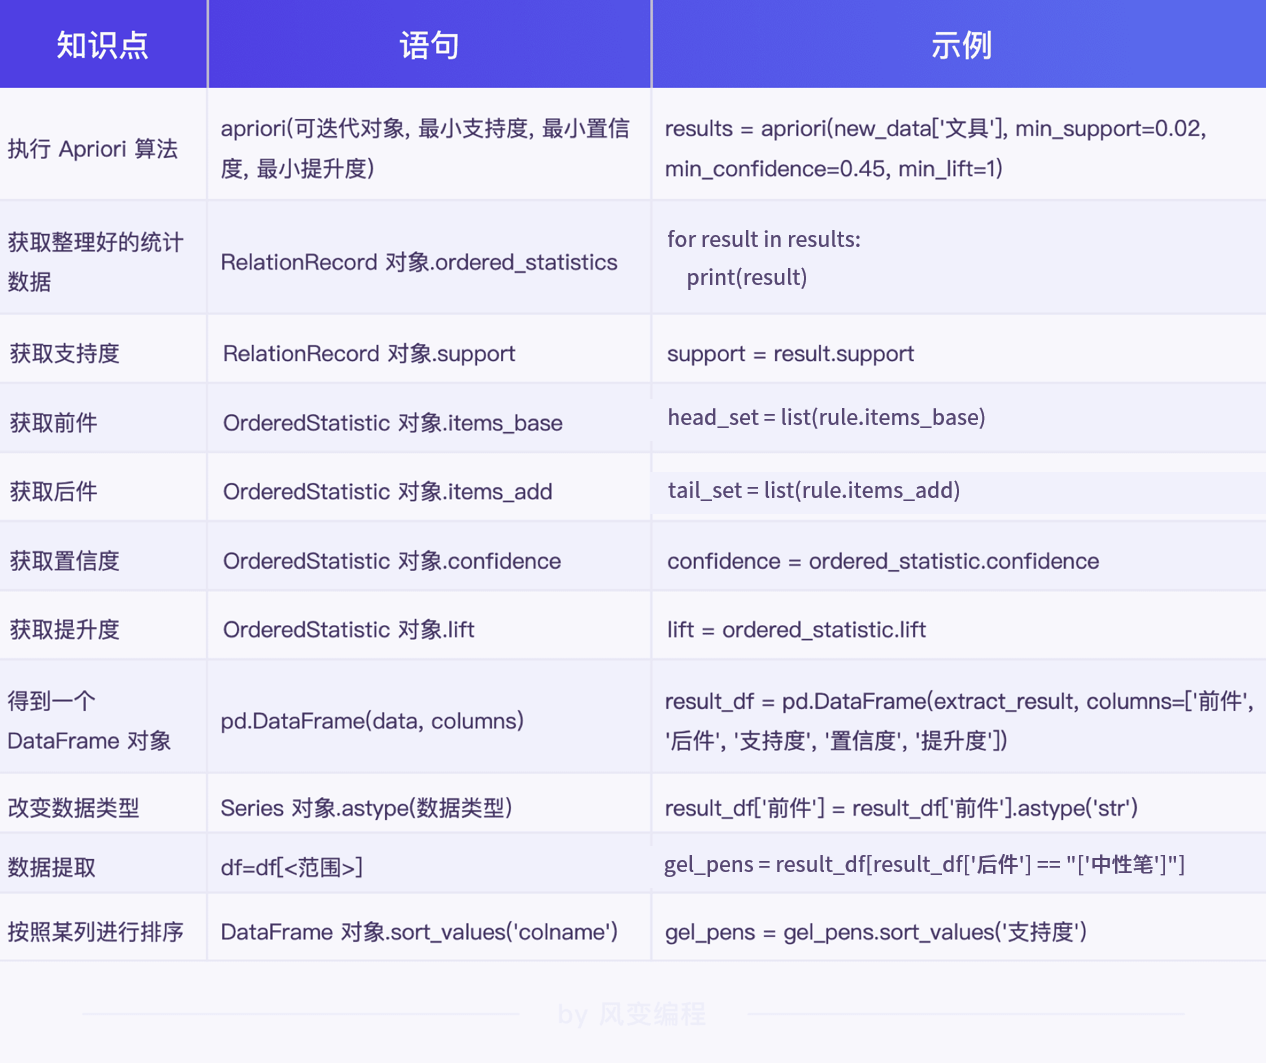 知识点
语句
示例
执行 Apriori 算法
apriori(可迭代对象, 最小支持度, 最小置信
度, 最小提升度)
results = apriori(new_data['文具'], min_support=0.02,
min_confidence=0.45, min_lift=1)
获取整理好的统计
数据
RelationRecord 对象.ordered_statistics
for result in results:
print(result)
获取支持度
RelationRecord 对象.support
support = result.support
获取前件
OrderedStatistic 对象.items_base
head_set = list(rule.items_base)
获取后件
OrderedStatistic 对象.items_add
tail_set = list(rule.items_add)
获取置信度
OrderedStatistic 对象.confidence
confidence = ordered_statistic.confidence
获取提升度
OrderedStatistic 对象.lift
lift = ordered_statistic.lift
得到一个
DataFrame 对象
pd.DataFrame(data, columns)
result_df = pd.DataFrame(extract_result, columns=['前件',
'后件', '支持度', '置信度', '提升度'])
改变数据类型
Series 对象.astype(数据类型)
result_df['前件'] = result_df['前件'].astype('str')
数据提取
df=df[<范围>]
gel_pens = result_df[result_df['后件'] == "['中性笔']"]
按照某列进行排序
DataFrame 对象.sort_values('colname')
gel_pens = gel_pens.sort_values('支持度')
by 风变编程